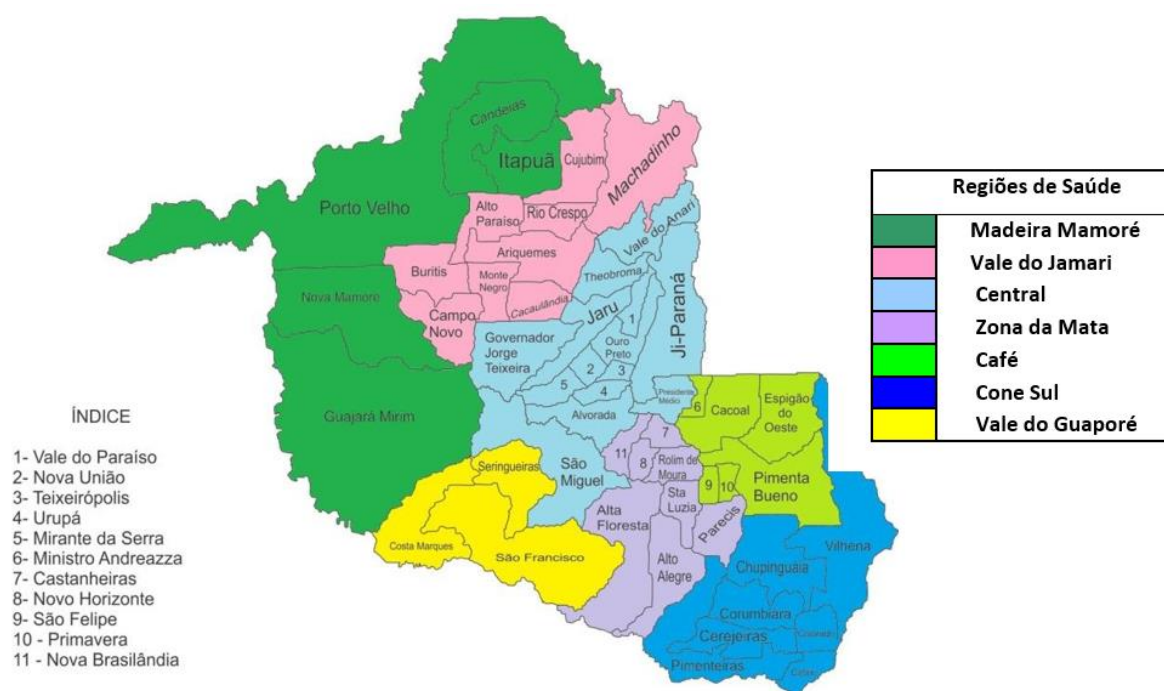 Candeias
Itapuã
Cujubim
Machadinho
Porto Velho
Alto
Paraíso
Rio Crespo
Vale do Anari
Ariquemes
Buritis
Monte
Negro
Theobroma
Nova Mamore
Cacaulândia
Campo
Novo
Jaru
1
Ji-Paraná
Governador
Jorge
Teixeira
Ouro
Preto
2
3
5
4
Presidente
Médici
6
Cacoal
Espigão
do
Oeste
Guajará Mirim
Alvorada
7
11
8
Rolim de
Moura
Seringueiras
São
Miguel
9
10
Pimenta
Bueno
Sta
Luzia
Alta
Floresta
Parecis
Costa Marques
São Francisco
Alto
Alegre
Vilhena
Chupinguaia
Corumbiara
Cerejeiras
Pimenteiras
Regiões de Saúde
Madeira Mamoré
Vale do Jamari
Central
Zona da Mata
Café
Cone Sul
Vale do Guaporé
ÍNDICE
1- Vale do Paraíso
2- Nova União
3- Teixeirópolis
4- Urupá
5- Mirante da Serra
6- Ministro Andreazza
7- Castanheiras
8- Novo Horizonte
9- São Felipe
10 - Primavera
11 - Nova Brasilândia